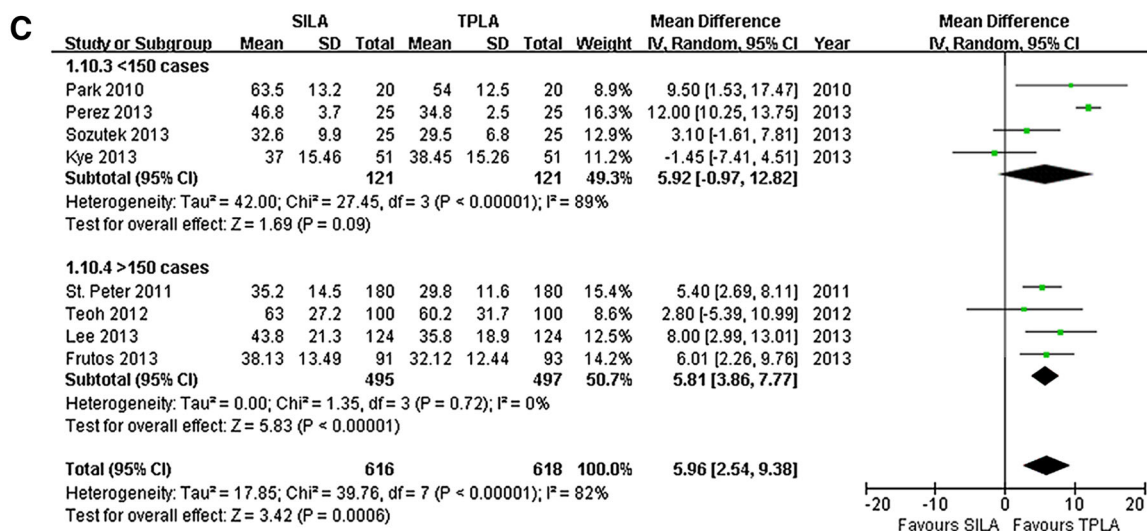 C
SILA TPLA Mean Difference Mean Difference
Study or Subgroup Mean SD Total Mean SD Total Weight IV, Random, 95% CI Year IV, Random, 95% CI
1.10.3 <150 cases
Park 2010 63.5 13.2 20 54 12.5 20 8.9% 9.50 [1.53, 17.47] 2010
Perez 2013 46.8 3.7 25 34.8 2.5 25 16.3% 12.00 [10.25, 13.75] 2013
Sozutek 2013 32.6 9.9 25 29.5 6.8 25 12.9% 3.10 [-1.61, 7.81] 2013
Kye 2013 37 15.46 51 38.45 15.26 51 11.2% -1.45 [-7.41, 4.51] 2013
Subtotal (95% CI) 121 121 49.3% 5.92 [-0.97, 12.82]
Heterogeneity: Tau² = 42.00; Chi² = 27.45, df = 3 (P < 0.00001); I² = 89%
Test for overall effect: Z = 1.69 (P = 0.09)
1.10.4 >150 cases
St. Peter 2011 35.2 14.5 180 29.8 11.6 180 15.4% 5.40 [2.69, 8.11] 2011
Teoh 2012 63 27.2 100 60.2 31.7 100 8.6% 2.80 [-5.39, 10.99] 2012
Lee 2013 43.8 21.3 124 35.8 18.9 124 12.5% 8.00 [2.99, 13.01] 2013
Frutos 2013 38.13 13.49 91 32.12 12.44 93 14.2% 6.01 [2.26, 9.76] 2013
Subtotal (95% CI) 495 497 50.7% 5.81 [3.86, 7.77]
Heterogeneity: Tau² = 0.00; Chi² = 1.35, df = 3 (P = 0.72); I² = 0%
Test for overall effect: Z = 5.83 (P < 0.00001)
Total (95% CI) 616 618 100.0% 5.96 [2.54, 9.38]
Heterogeneity: Tau² = 17.85; Chi² = 39.76, df = 7 (P < 0.00001); I² = 82%
Test for overall effect: Z = 3.42 (P = 0.0006)
-20 -10 0 10 20
Favours SILA Favours TPLA